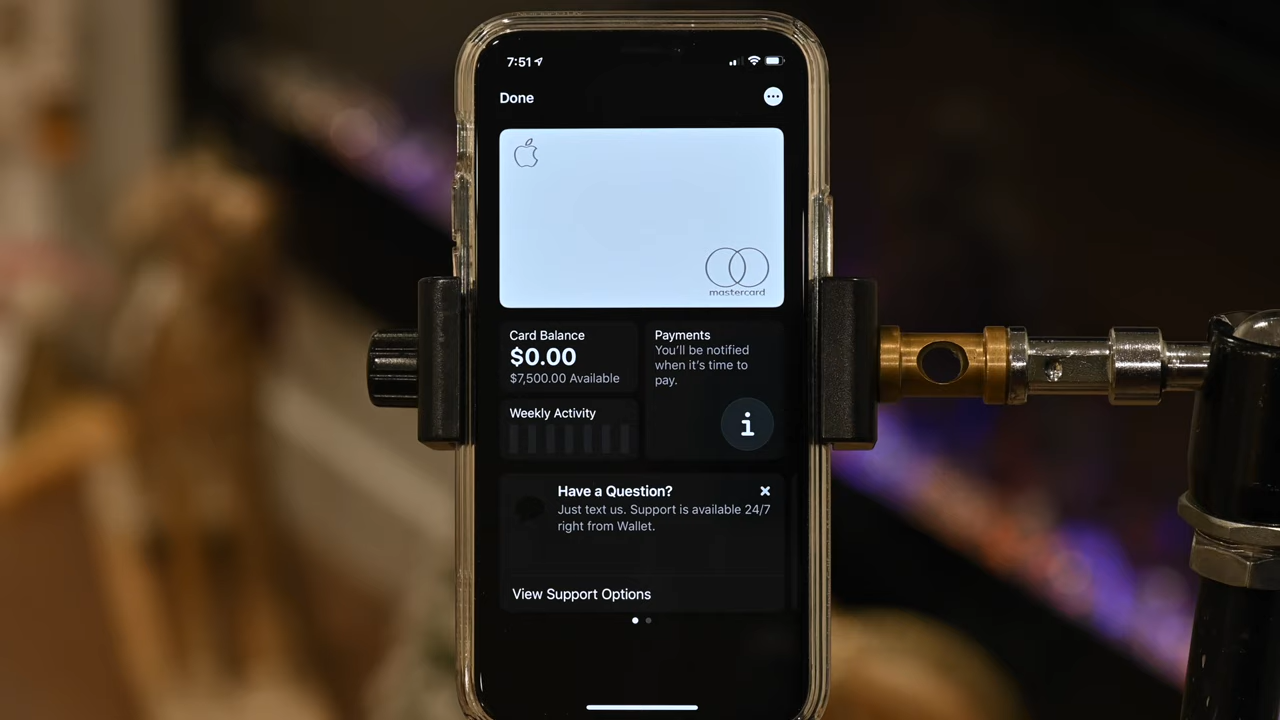 7:51
Done
mastercard
Card Balance
$0.00
$7,500.00 Available
Payments
You'll be notified
when it's time to
pay.
Weekly Activity
i
Have a Question?
Just text us. Support is available 24/7
right from Wallet.
View Support Options